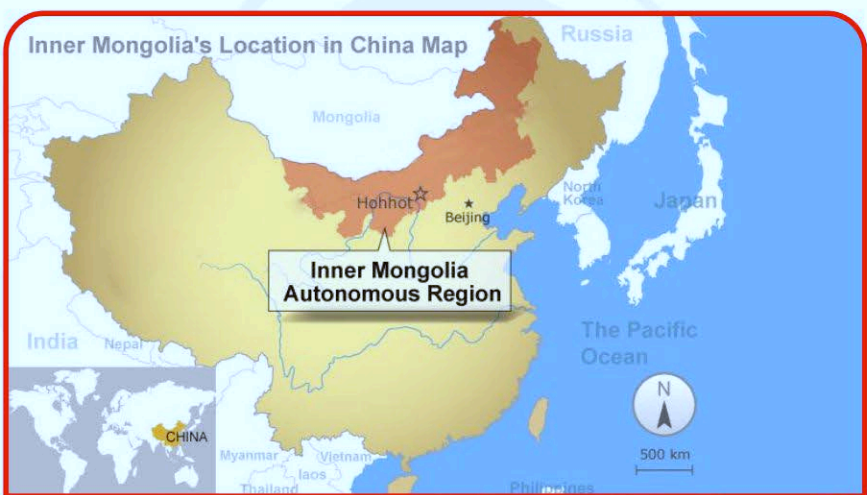 Inner Mongolia's Location in China Map
Russia
Mongolia
Hohhot
Beijing
North
Korea
Japan
Inner Mongolia
Autonomous Region
India
Nepal
The Pacific
Ocean
CHINA
N
500 km
Myanmar
Vietnam
laos
Thailand
Philippines